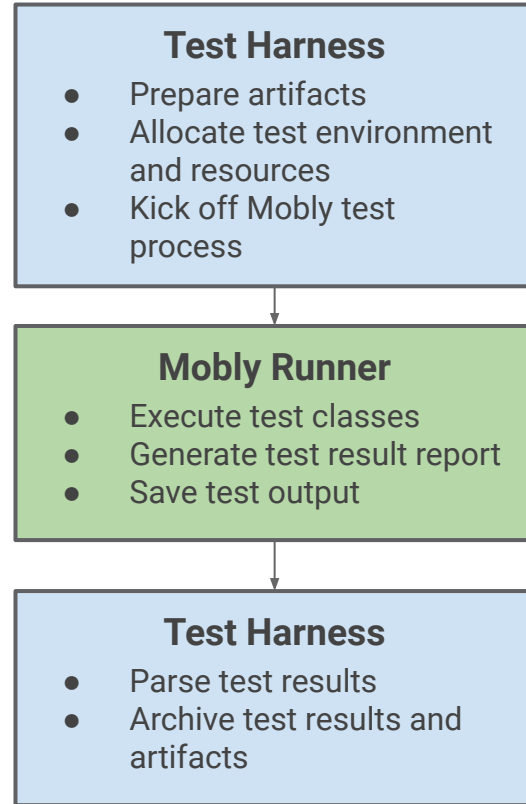 Test Harness
● Prepare artifacts
● Allocate test environment
and resources
● Kick off Mobly test
process
Mobly Runner
● Execute test classes
● Generate test result report
● Save test output
Test Harness
● Parse test results
● Archive test results and
artifacts